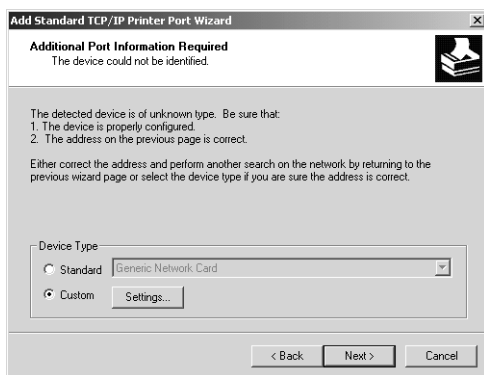 Add Standard TCP/IP Printer Port Wizard
Additional Port Information Required
The device could not be identified.
The detected device is of unknown type. Be sure that:
1. The device is properly configured.
2. The address on the previous page is correct.
Either correct the address and perform another search on the network by returning to the
previous wizard page or select the device type if you are sure the address is correct.
Device Type
Standard Generic Network Card
Custom Settings...
< Back Next > Cancel